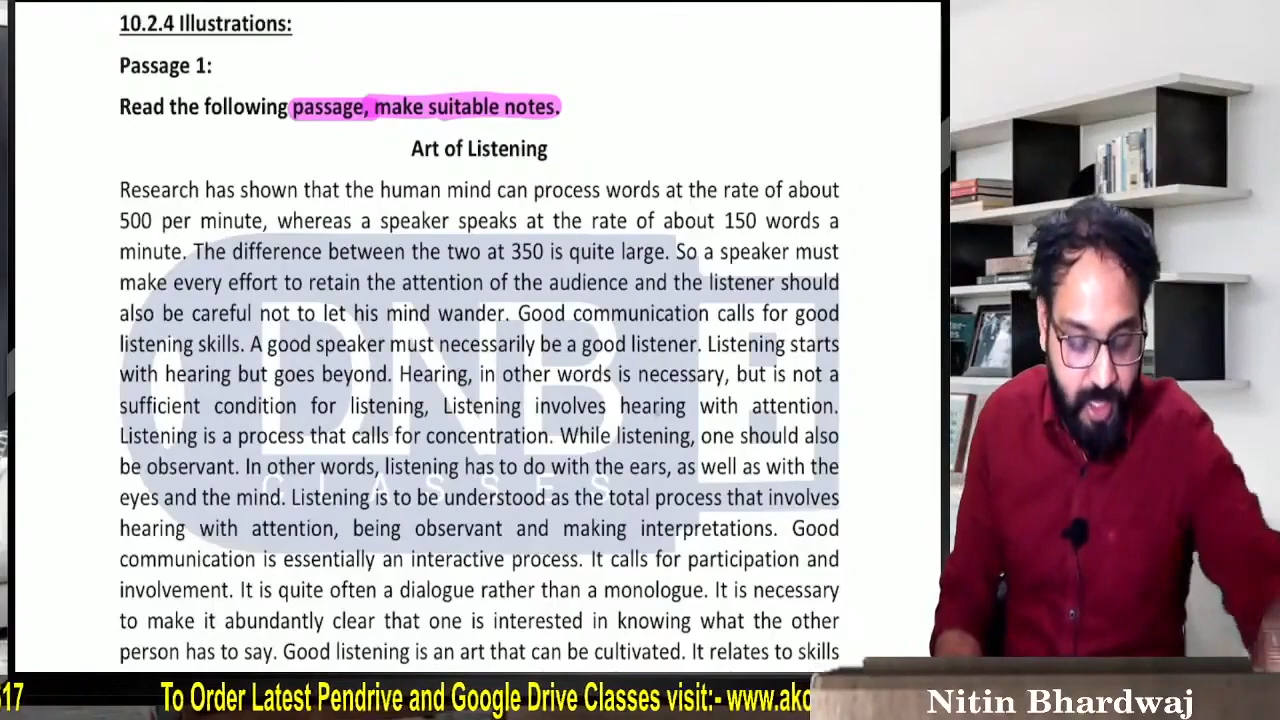 10.2.4 Illustrations:
Passage 1:
Read the following passage, make suitable notes.
Art of Listening
Research has shown that the human mind can process words at the rate of about
500 per minute, whereas a speaker speaks at the rate of about 150 words a
minute. The difference between the two at 350 is quite large. So a speaker must
make every effort to retain the attention of the audience and the listener should
also be careful not to let his mind wander. Good communication calls for good
listening skills. A good speaker must necessarily be a good listener. Listening starts
with hearing but goes beyond. Hearing, in other words is necessary, but is not a
sufficient condition for listening, Listening involves hearing with attention.
Listening is a process that calls for concentration. While listening, one should also
be observant. In other words, listening has to do with the ears, as well as with the
eyes and the mind. Listening is to be understood as the total process that involves
hearing with attention, being observant and making interpretations. Good
communication is essentially an interactive process. It calls for participation and
involvement. It is quite often a dialogue rather than a monologue. It is necessary
to make it abundantly clear that one is interested in knowing what the other
person has to say. Good listening is an art that can be cultivated. It relates to skills
DNB
CLASSES
617 To Order Latest Pendrive and Google Drive Classes visit:- www.akc
Nitin Bhardwaj